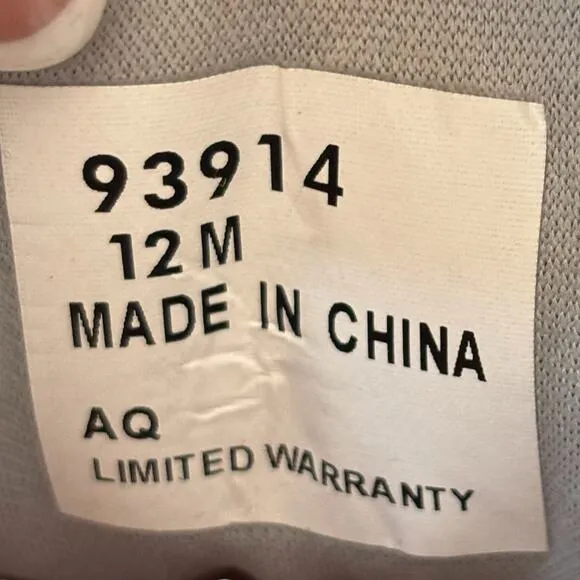 93914
12 M
MADE IN CHINA
AQ
LIMITED WARRANTY